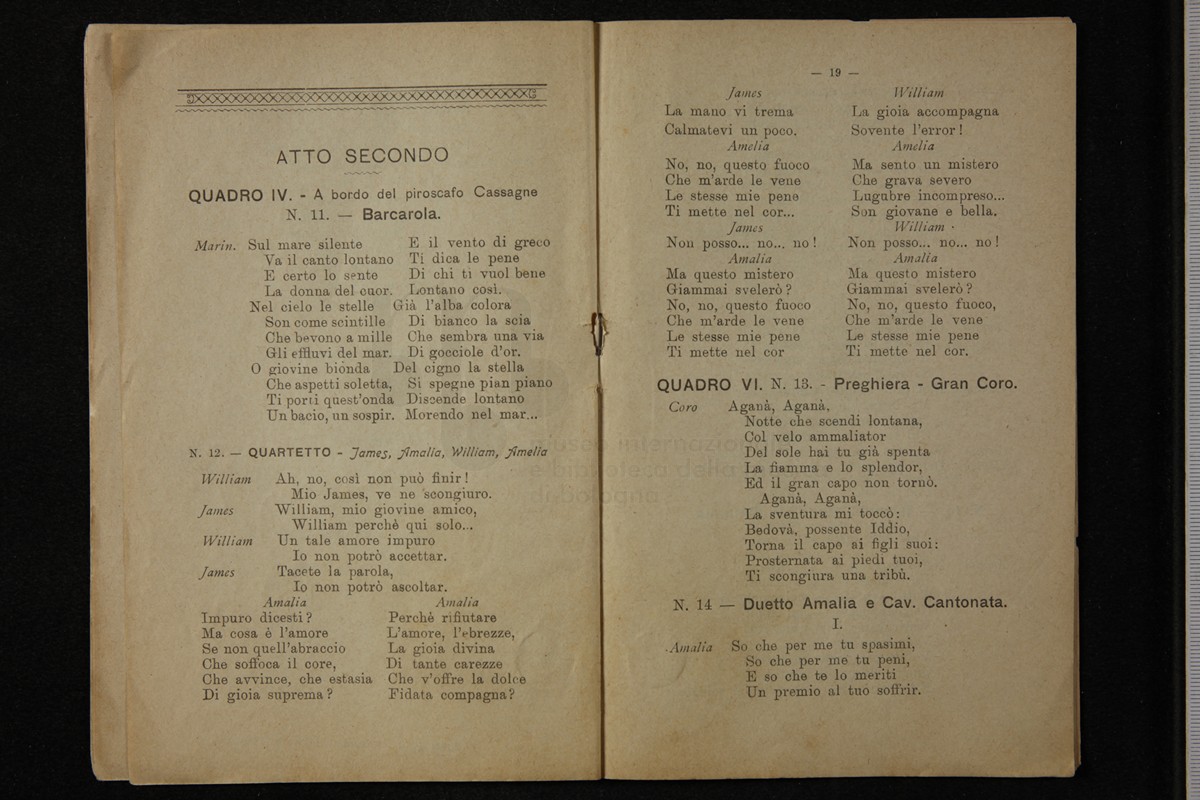 ATTO SECONDO
QUADRO IV. - A bordo del piroscafo Cassagne
N. 11. — Barcarola.
Marin. Sul mare silente
Va il canto lontano
E certo lo sente
La donna del cuor.
Nel cielo le stelle
Son come scintille
Che bevono a mille
Gli effluvi del mar.
O giovine bionda
Che aspetti soletta,
Ti porti quest'onda
Un bacio, un sospir.
E il vento di greco
Ti dica le pene
Di chi ti vuol bene
Lontano così.
Già l'alba colora
Di bianco la scia
Che sembra una via
Di gocciole d'or.
Del cigno la stella
Si spegne pian piano
Discende lontano
Morendo nel mar...
N. 12. — QUARTETTO - James, Amalia, William, Amelia
William Ah, no, così non può finir!
Mio James, ve ne scongiuro.
James William, mio giovine amico,
William perchè qui solo...
William Un tale amore impuro
Io non potrò accettar.
James Tacete la parola,
Io non potrò ascoltar.
Amalia
Impuro dicesti?
Ma cosa è l'amore
Se non quell'abraccio
Che soffoca il core,
Che avvince, che estasia
Di gioia suprema?
Amalia
Perchè rifiutare
L'amore, l'ebrezze,
La gioia divina
Di tante carezze
Che v'offre la dolce
Fidata compagna?
— 19 —
James
La mano vi trema
Calmatevi un poco.
Amelia
No, no, questo fuoco
Che m'arde le vene
Le stesse mie pene
Ti mette nel cor...
James
Non posso... no... no!
Amalia
Ma questo mistero
Giammai svelerò?
No, no, questo fuoco
Che m'arde le vene
Le stesse mie pene
Ti mette nel cor
William
La gioia accompagna
Sovente l'error!
Amelia
Ma sento un mistero
Che grava severo
Lugubre incompreso...
Son giovane e bella.
William
Non posso... no... no!
Amalia
Ma questo mistero
Giammai svelerò?
No, no, questo fuoco,
Che m'arde le vene
Le stesse mie pene
Ti mette nel cor.
QUADRO VI. N. 13. - Preghiera - Gran Coro.
Coro Aganà, Aganà,
Notte che scendi lontana,
Col velo ammaliator
Del sole hai tu già spenta
La fiamma e lo splendor,
Ed il gran capo non tornò.
Aganà, Aganà,
La sventura mi toccò:
Bedovà, possente Iddio,
Torna il capo ai figli suoi:
Prosternata ai piedi tuoi,
Ti scongiura una tribù.
N. 14 — Duetto Amalia e Cav. Cantonata.
I.
Amalia So che per me tu spasimi,
So che per me tu peni,
E so che te lo meriti
Un premio al tuo soffrir.